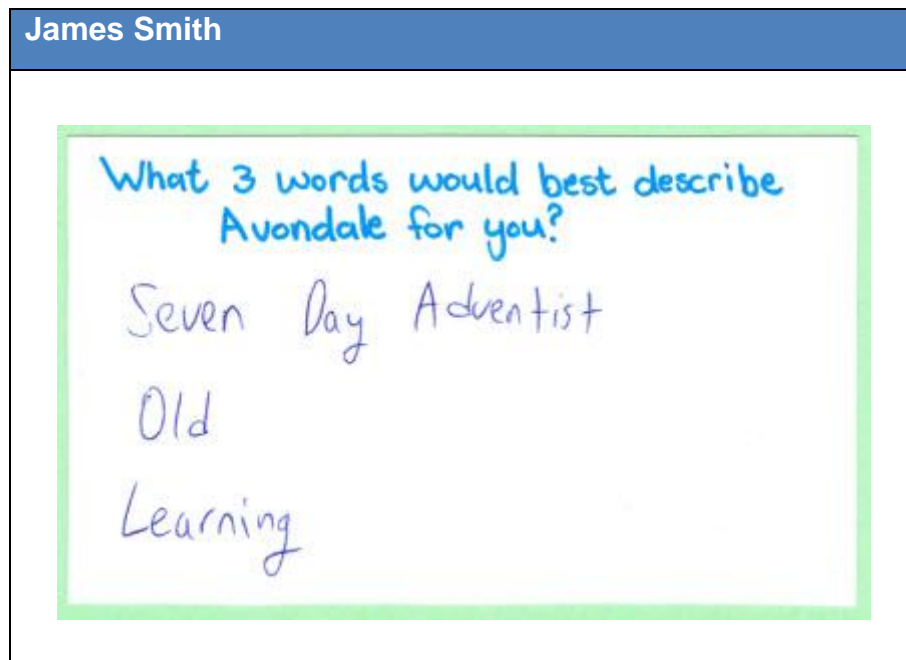 James Smith
What 3 words would best describe
Avondale for you?
Seven Day Adventist
Old
Learning